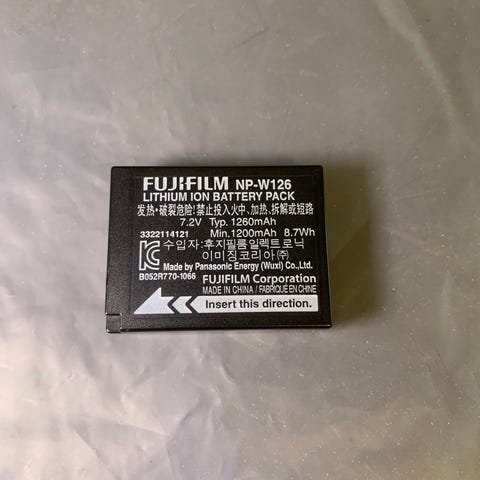 FUJIFILM NP-W126
LITHIUM ION BATTERY PACK
发热·破裂危险!禁止投入火中、加热、拆解或短路
7.2V Typ. 1260mAh
3322114121 Min.1200mAh 8.7Wh
수입자:후지필름일렉트로닉
이미징코리아(주)
Made by Panasonic Energy (Wuxi) Co.,Ltd.
B052R770-1066
FUJIFILM Corporation
MADE IN CHINA/FABRIQUÉ EN CHINE
Insert this direction.